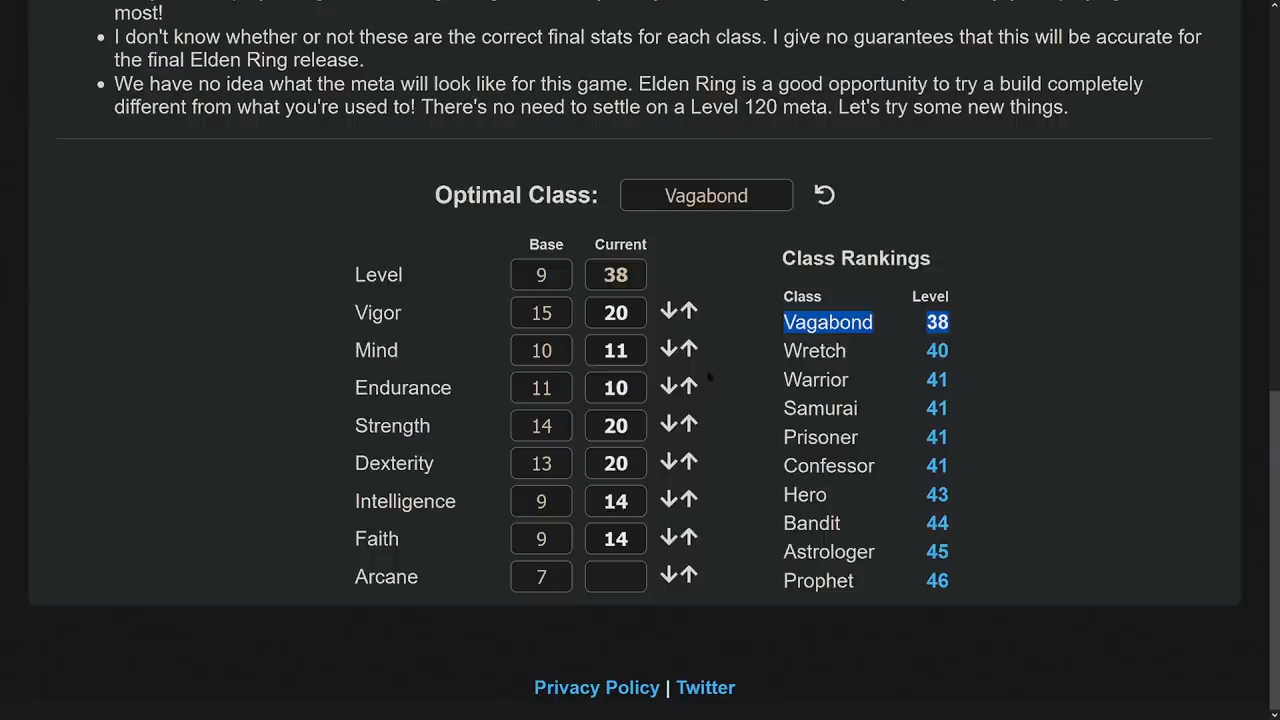 most!
• I don't know whether or not these are the correct final stats for each class. I give no guarantees that this will be accurate for
the final Elden Ring release.
• We have no idea what the meta will look like for this game. Elden Ring is a good opportunity to try a build completely
different from what you're used to! There's no need to settle on a Level 120 meta. Let's try some new things.
Optimal Class: Vagabond
Base Current
Level 9 38
Vigor 15 20
Mind 10 11
Endurance 11 10
Strength 14 20
Dexterity 13 20
Intelligence 9 14
Faith 9 14
Arcane 7
Class Rankings
Class Level
Vagabond 38
Wretch 40
Warrior 41
Samurai 41
Prisoner 41
Confessor 41
Hero 43
Bandit 44
Astrologer 45
Prophet 46
Privacy Policy | Twitter